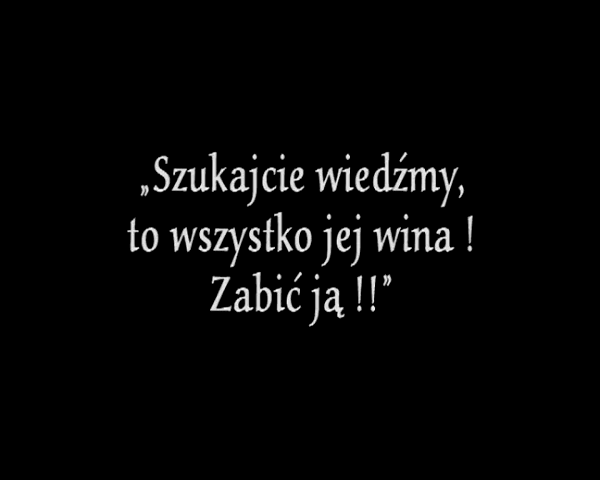 „Szukajcie wiedźmy,
to wszystko jej wina !
Zabić ją !!”